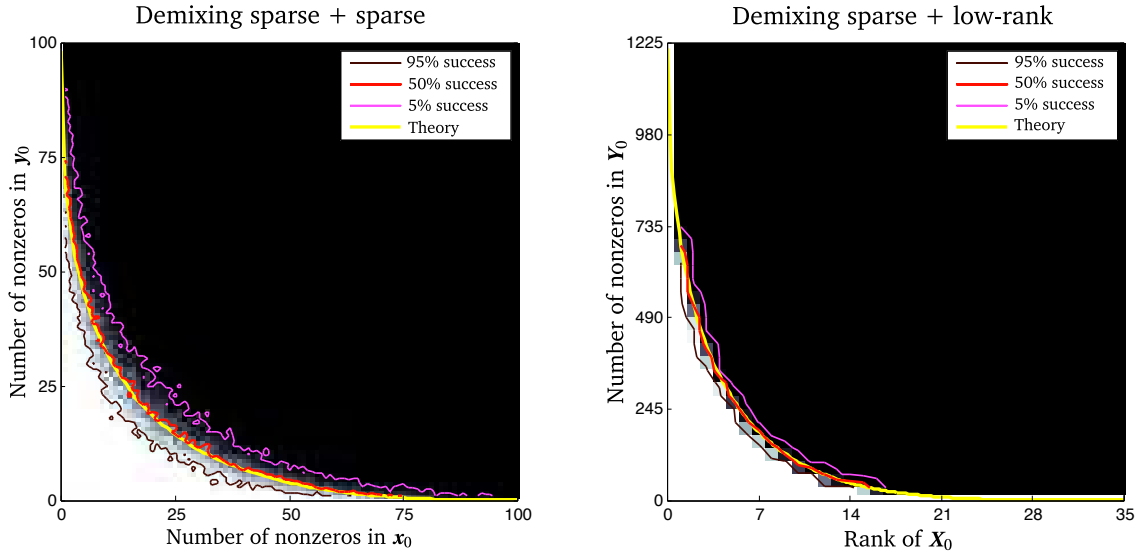 Demixing sparse + sparse
100
75
50
25
0
0 25 50 75 100
Number of nonzeros in y₀
Number of nonzeros in x₀
95% success
50% success
5% success
Theory
Demixing sparse + low-rank
1225
980
735
490
245
0
0 7 14 21 28 35
Number of nonzeros in Y₀
Rank of X₀
95% success
50% success
5% success
Theory